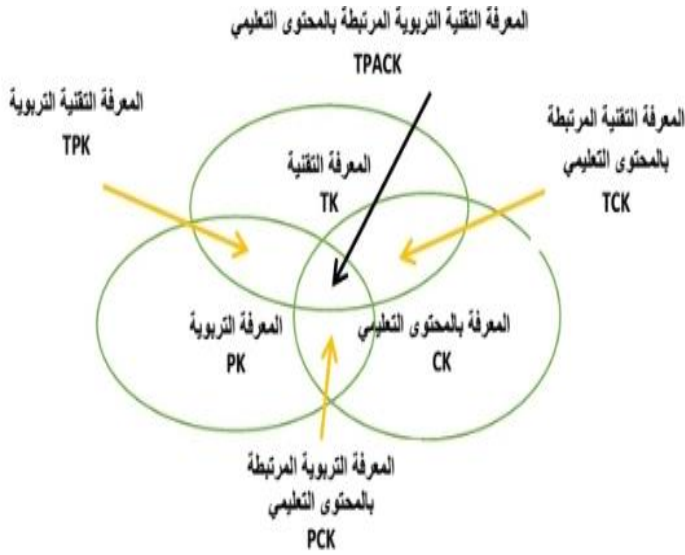 المعرفة التقنية التربوية المرتبطة بالمحتوى التعليمي
TPACK
المعرفة التقنية التربوية
TPK
المعرفة التقنية المرتبطة
بالمحتوى التعليمي
TCK
المعرفة التقنية
TK
المعرفة التربوية
PK
المعرفة بالمحتوى التعليمي
CK
المعرفة التربوية المرتبطة
بالمحتوى التعليمي
PCK